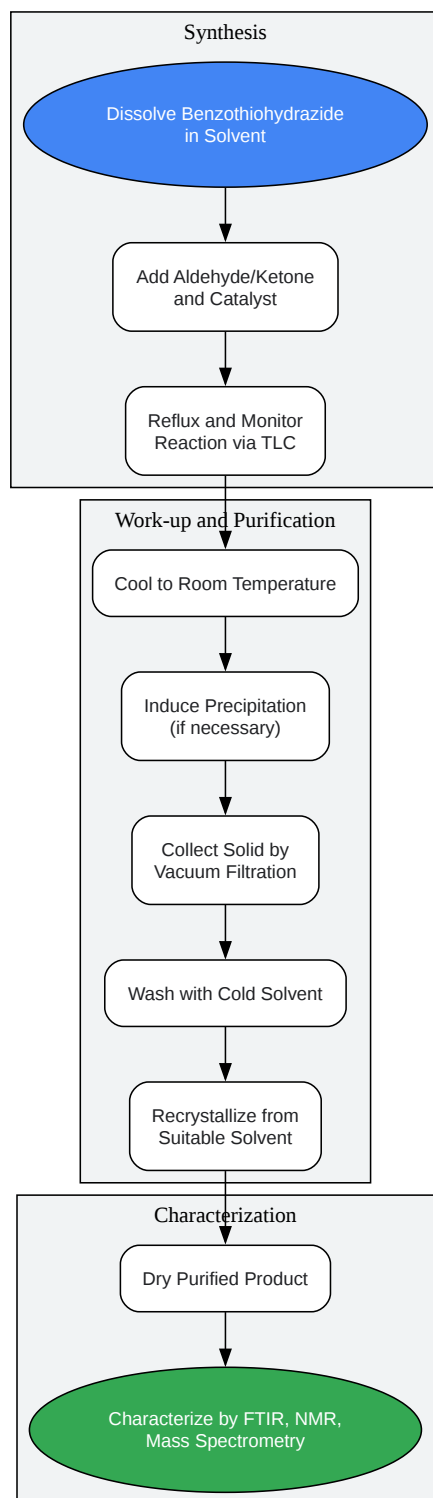 Synthesis
Dissolve Benzothiohydrazide
in Solvent
Add Aldehyde/Ketone
and Catalyst
Reflux and Monitor
Reaction via TLC
Work-up and Purification
Cool to Room Temperature
Induce Precipitation
(if necessary)
Collect Solid by
Vacuum Filtration
Wash with Cold Solvent
Recrystallize from
Suitable Solvent
Characterization
Dry Purified Product
Characterize by FTIR, NMR,
Mass Spectrometry